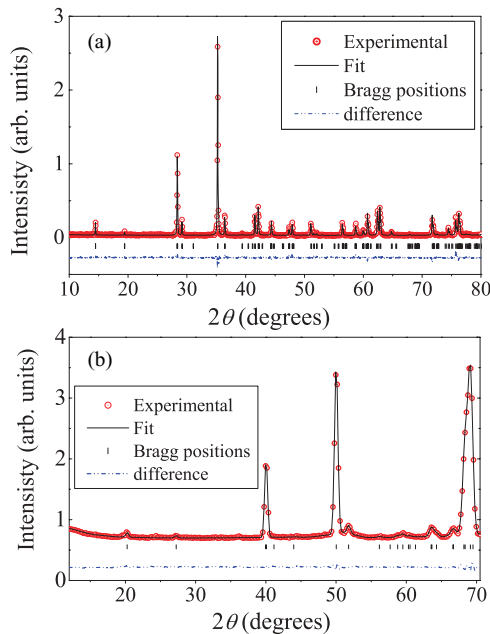 (a)
Experimental
Fit
Bragg positions
difference
Intensisty (arb. units)
3
2
1
0
10 20 30 40 50 60 70 80
2θ (degrees)
(b)
Experimental
Fit
Bragg positions
difference
Intensisty (arb. units)
4
3
2
1
0
20 30 40 50 60 70
2θ (degrees)